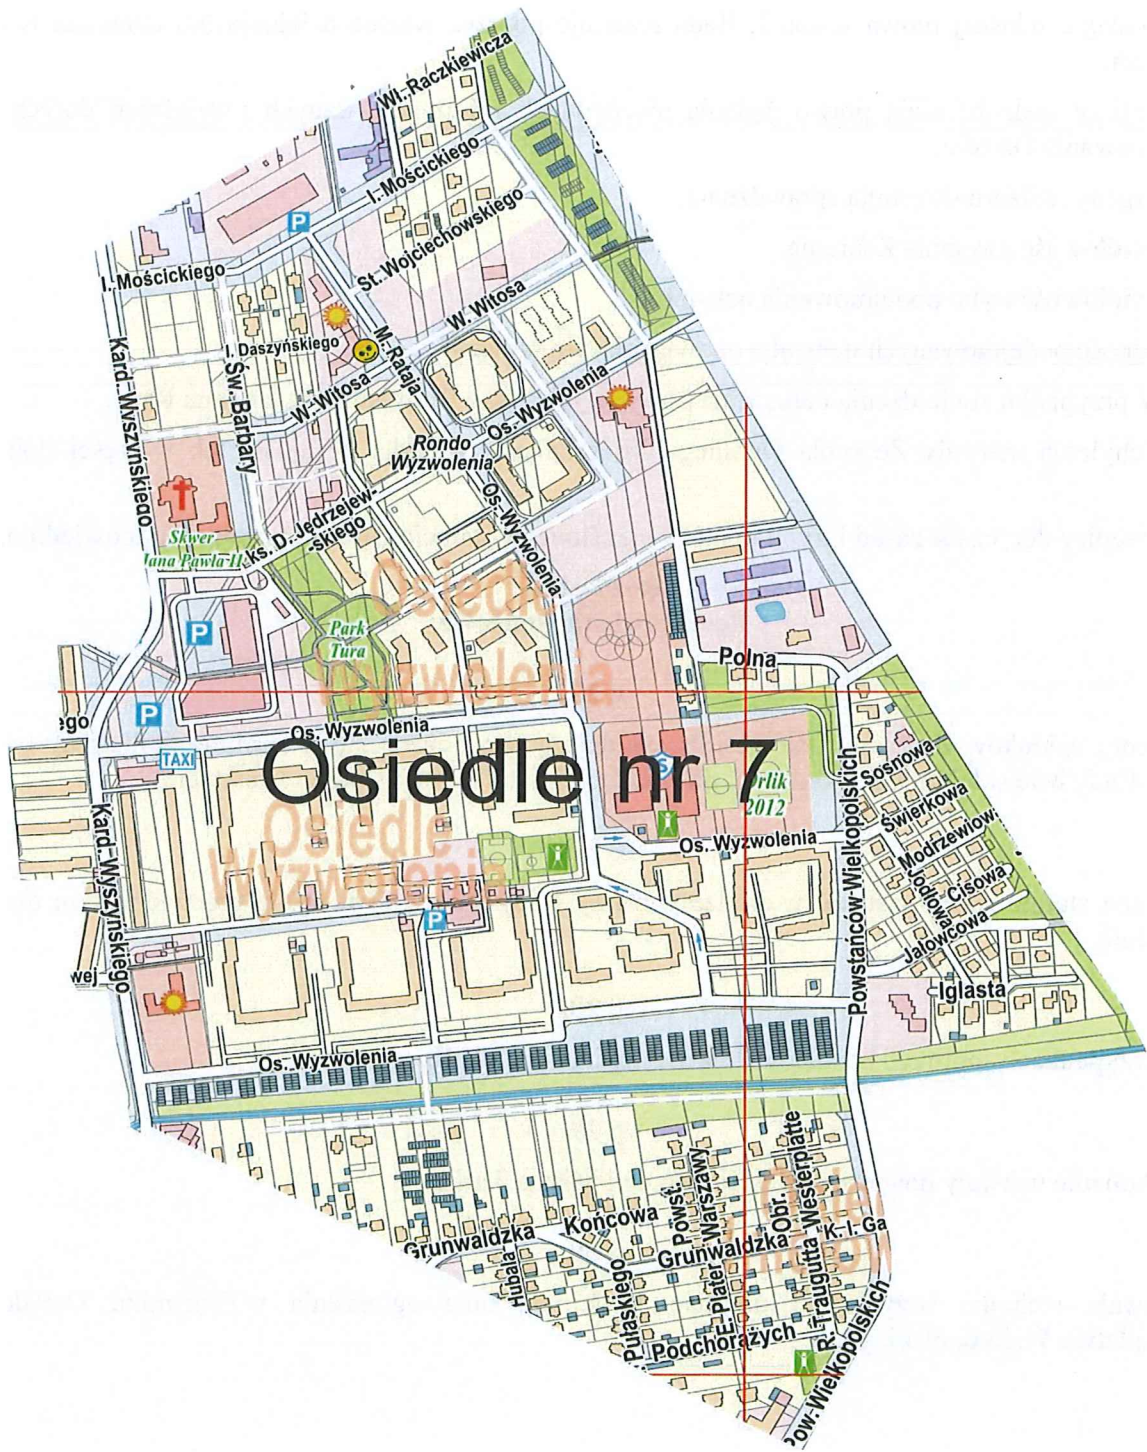 Wł. Raczkiewicza
I. Mościckiego
P
St. Wojciechowskiego
I. Mościckiego
W. Witosa
I. Daszyńskiego
M. Rataja
Kard. Wyszyńskiego
Św. Barbary
W. Witosa
Os. Wyzwolenia
Rondo
Wyzwolenia
Os. Wyzwolenia
ks. B. Jędrzejew-
-skiego
Skwer
Jana Pawła II
Osiedle
Wyzwolenia
P
Park
Tura
Polna
P
ego
Os. Wyzwolenia
TAXI
Osiedle nr 7
S
Orlik
2012
Sosnowa
Powstańców Wielkopolskich
Świerkowa
Os. Wyzwolenia
Osiedle
Wyzwolenia
Modrzewiow
Jodłowa
Cisowa
Kard. Wyszyńskiego
P
Jałowcowa
wej
Iglasta
Os. Wyzwolenia
Końcowa
Grunwaldzka
Hubala
Powst.
Warszawy
E. Plater
Obr.
Westerplatte
R. Traugutta
K. I. Ga
Grunwaldzka
Pułaskiego
Podchorążych
Pow. Wielkopolskich